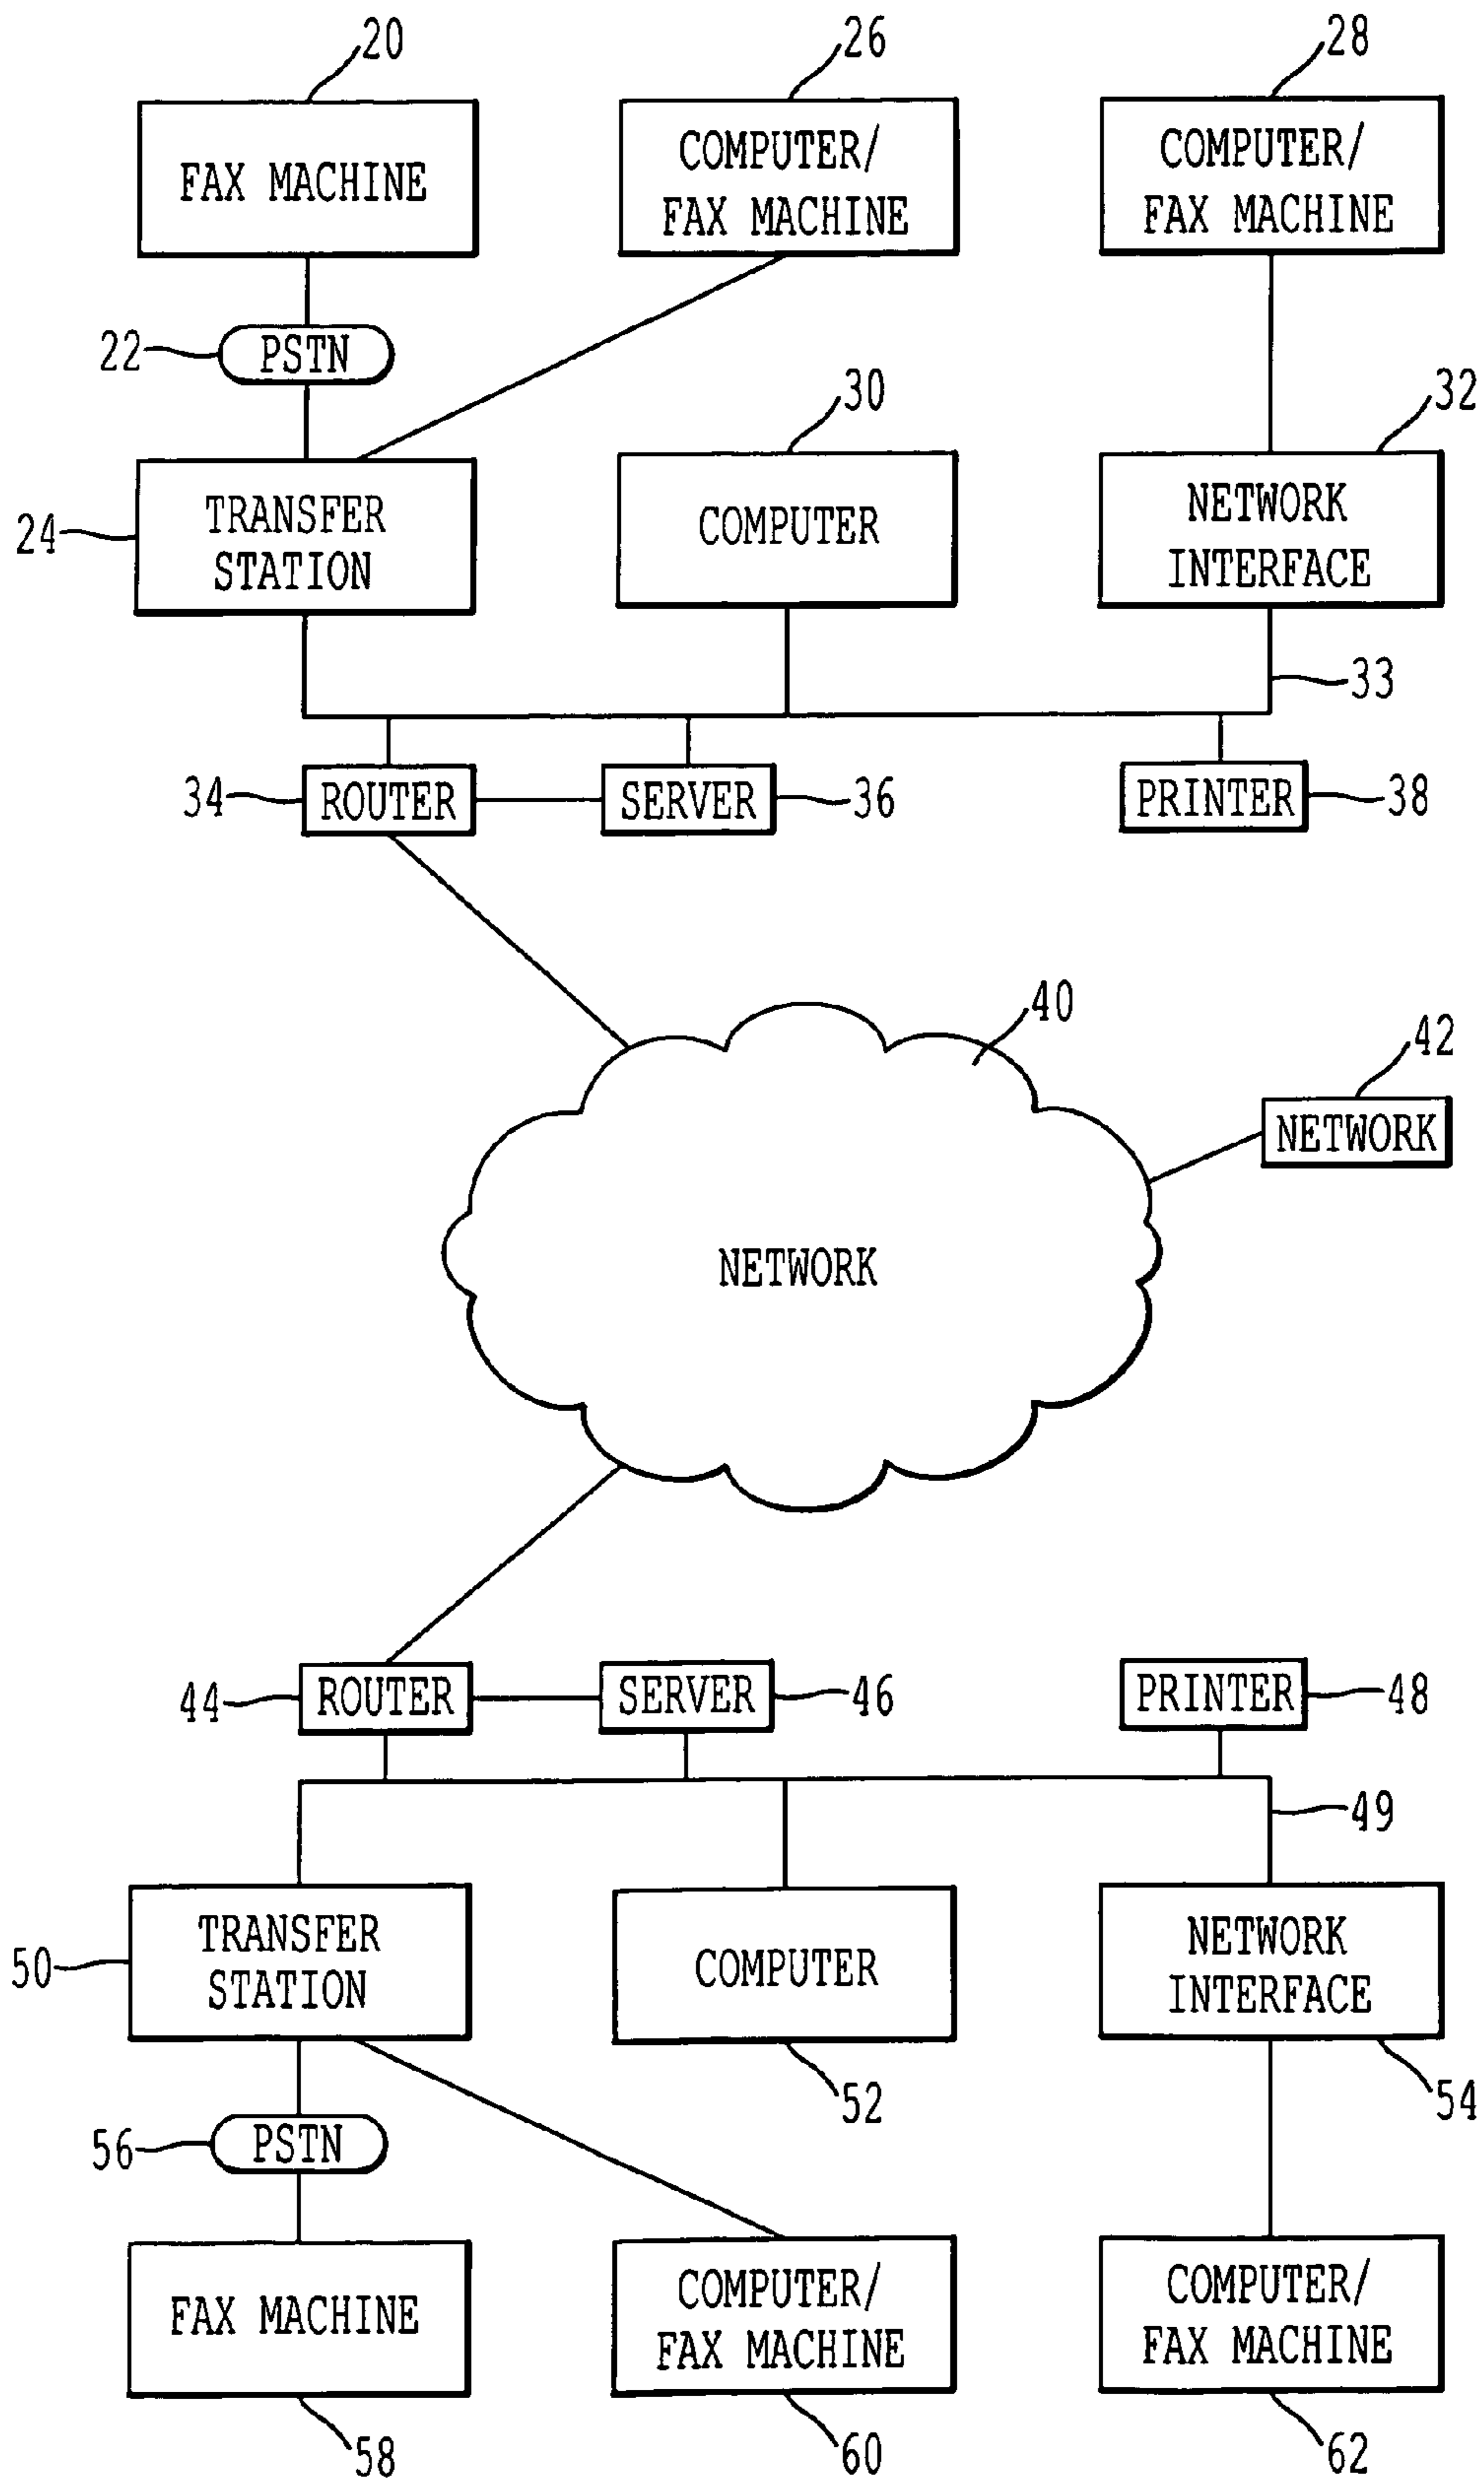 20
26
28
FAX MACHINE
COMPUTER/
FAX MACHINE
COMPUTER/
FAX MACHINE
22
PSTN
30
32
24
TRANSFER
STATION
COMPUTER
NETWORK
INTERFACE
33
34
ROUTER
SERVER
36
PRINTER
38
40
42
NETWORK
NETWORK
44
ROUTER
SERVER
46
PRINTER
48
49
50
TRANSFER
STATION
COMPUTER
NETWORK
INTERFACE
52
54
56
PSTN
FAX MACHINE
COMPUTER/
FAX MACHINE
COMPUTER/
FAX MACHINE
58
60
62